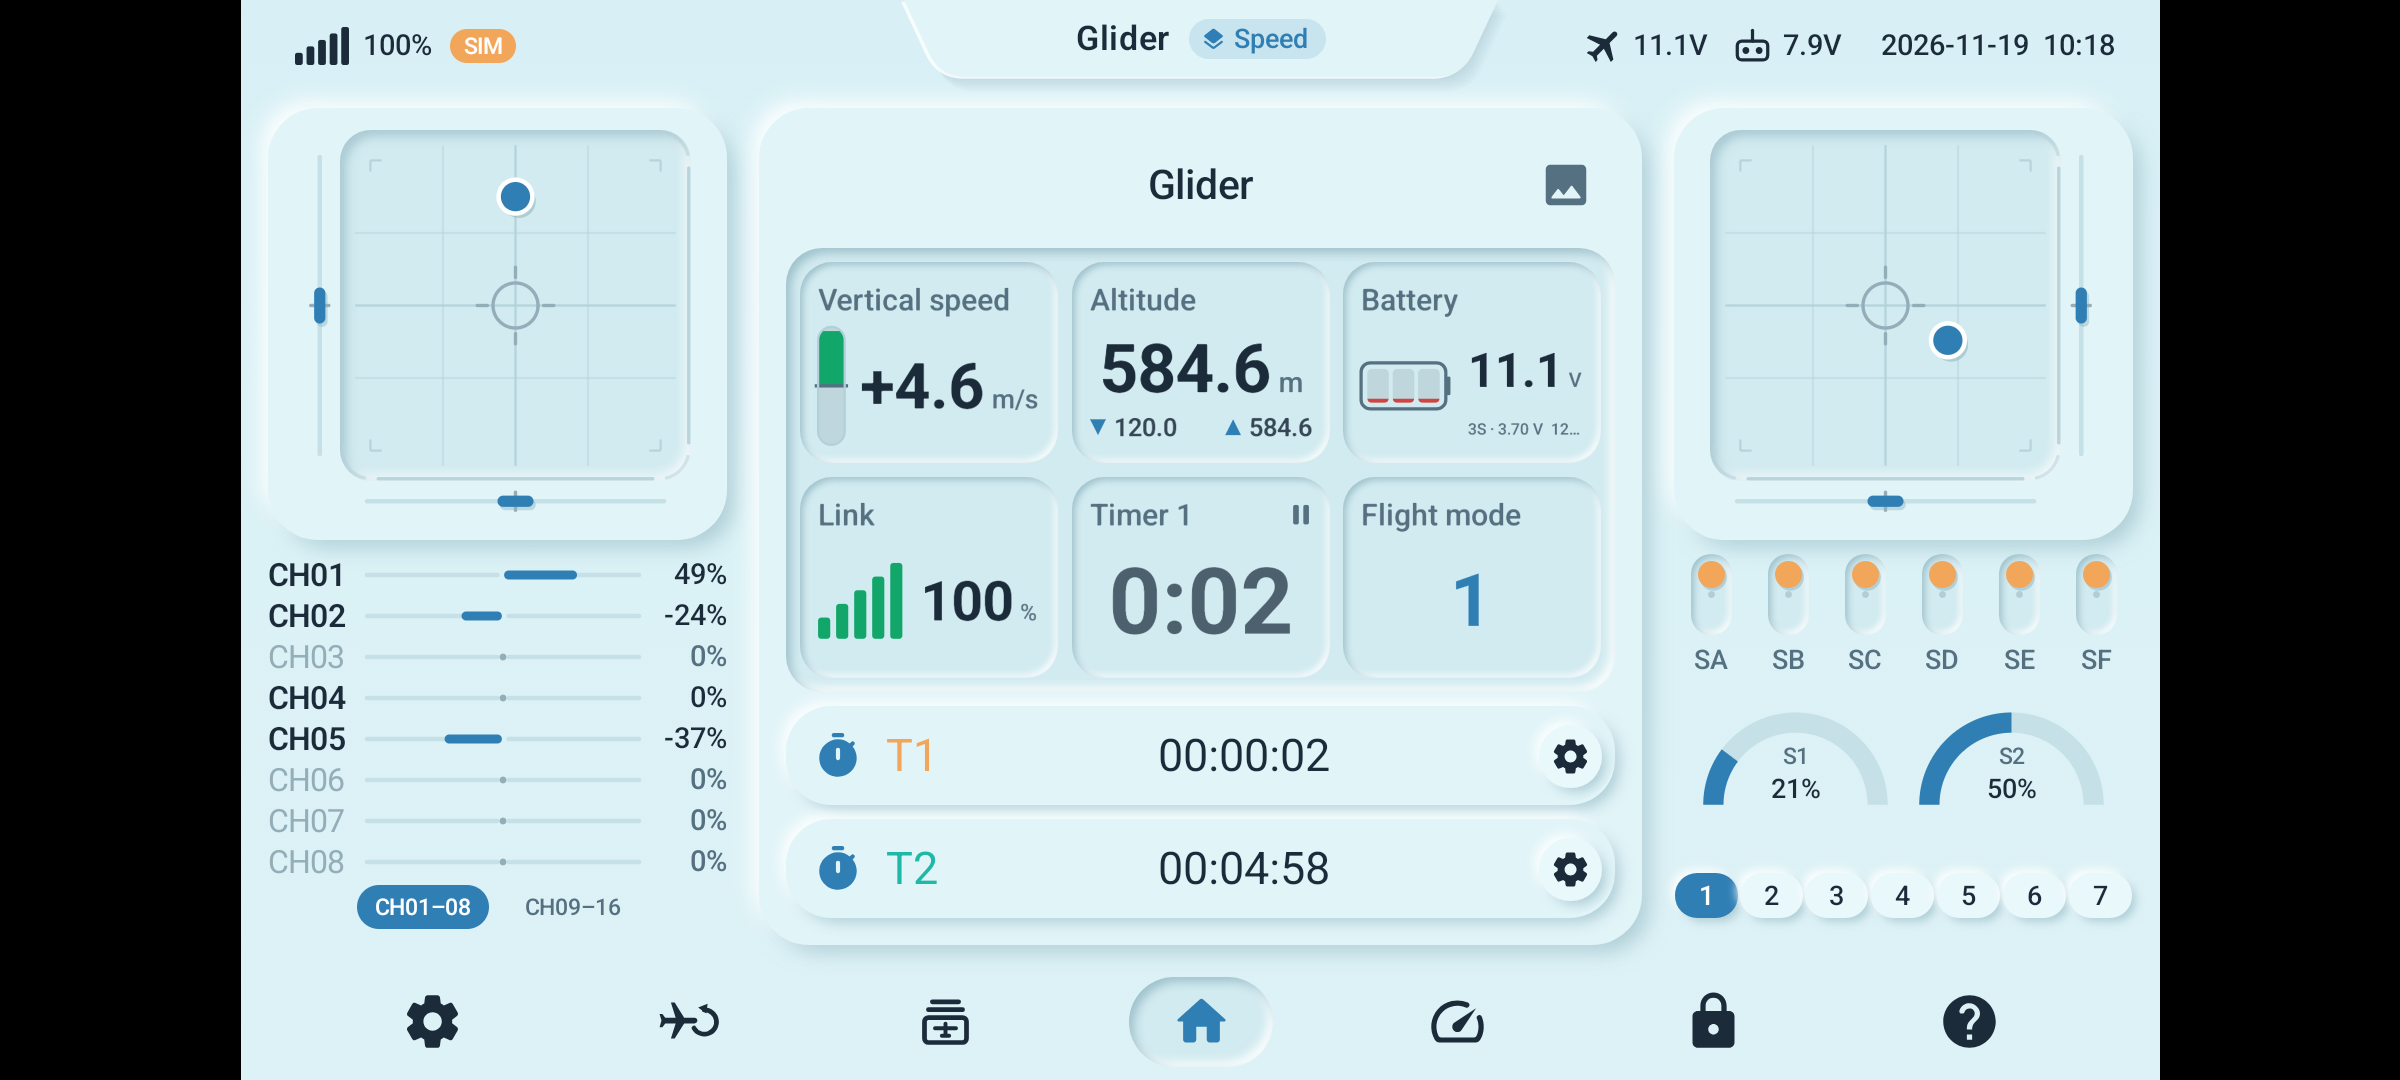 100% SIM
Glider Speed
11.1V 7.9V 2026-11-19 10:18
Glider
Vertical speed
+4.6 m/s
Altitude
584.6 m
120.0 584.6
Battery
11.1 V
3S · 3.70 V 12...
Link
100 %
Timer 1
0:02
Flight mode
1
T1 00:00:02
T2 00:04:58
CH01 49%
CH02 -24%
CH03 0%
CH04 0%
CH05 -37%
CH06 0%
CH07 0%
CH08 0%
CH01–08 CH09–16
SA SB SC SD SE SF
S1
21%
S2
50%
1 2 3 4 5 6 7